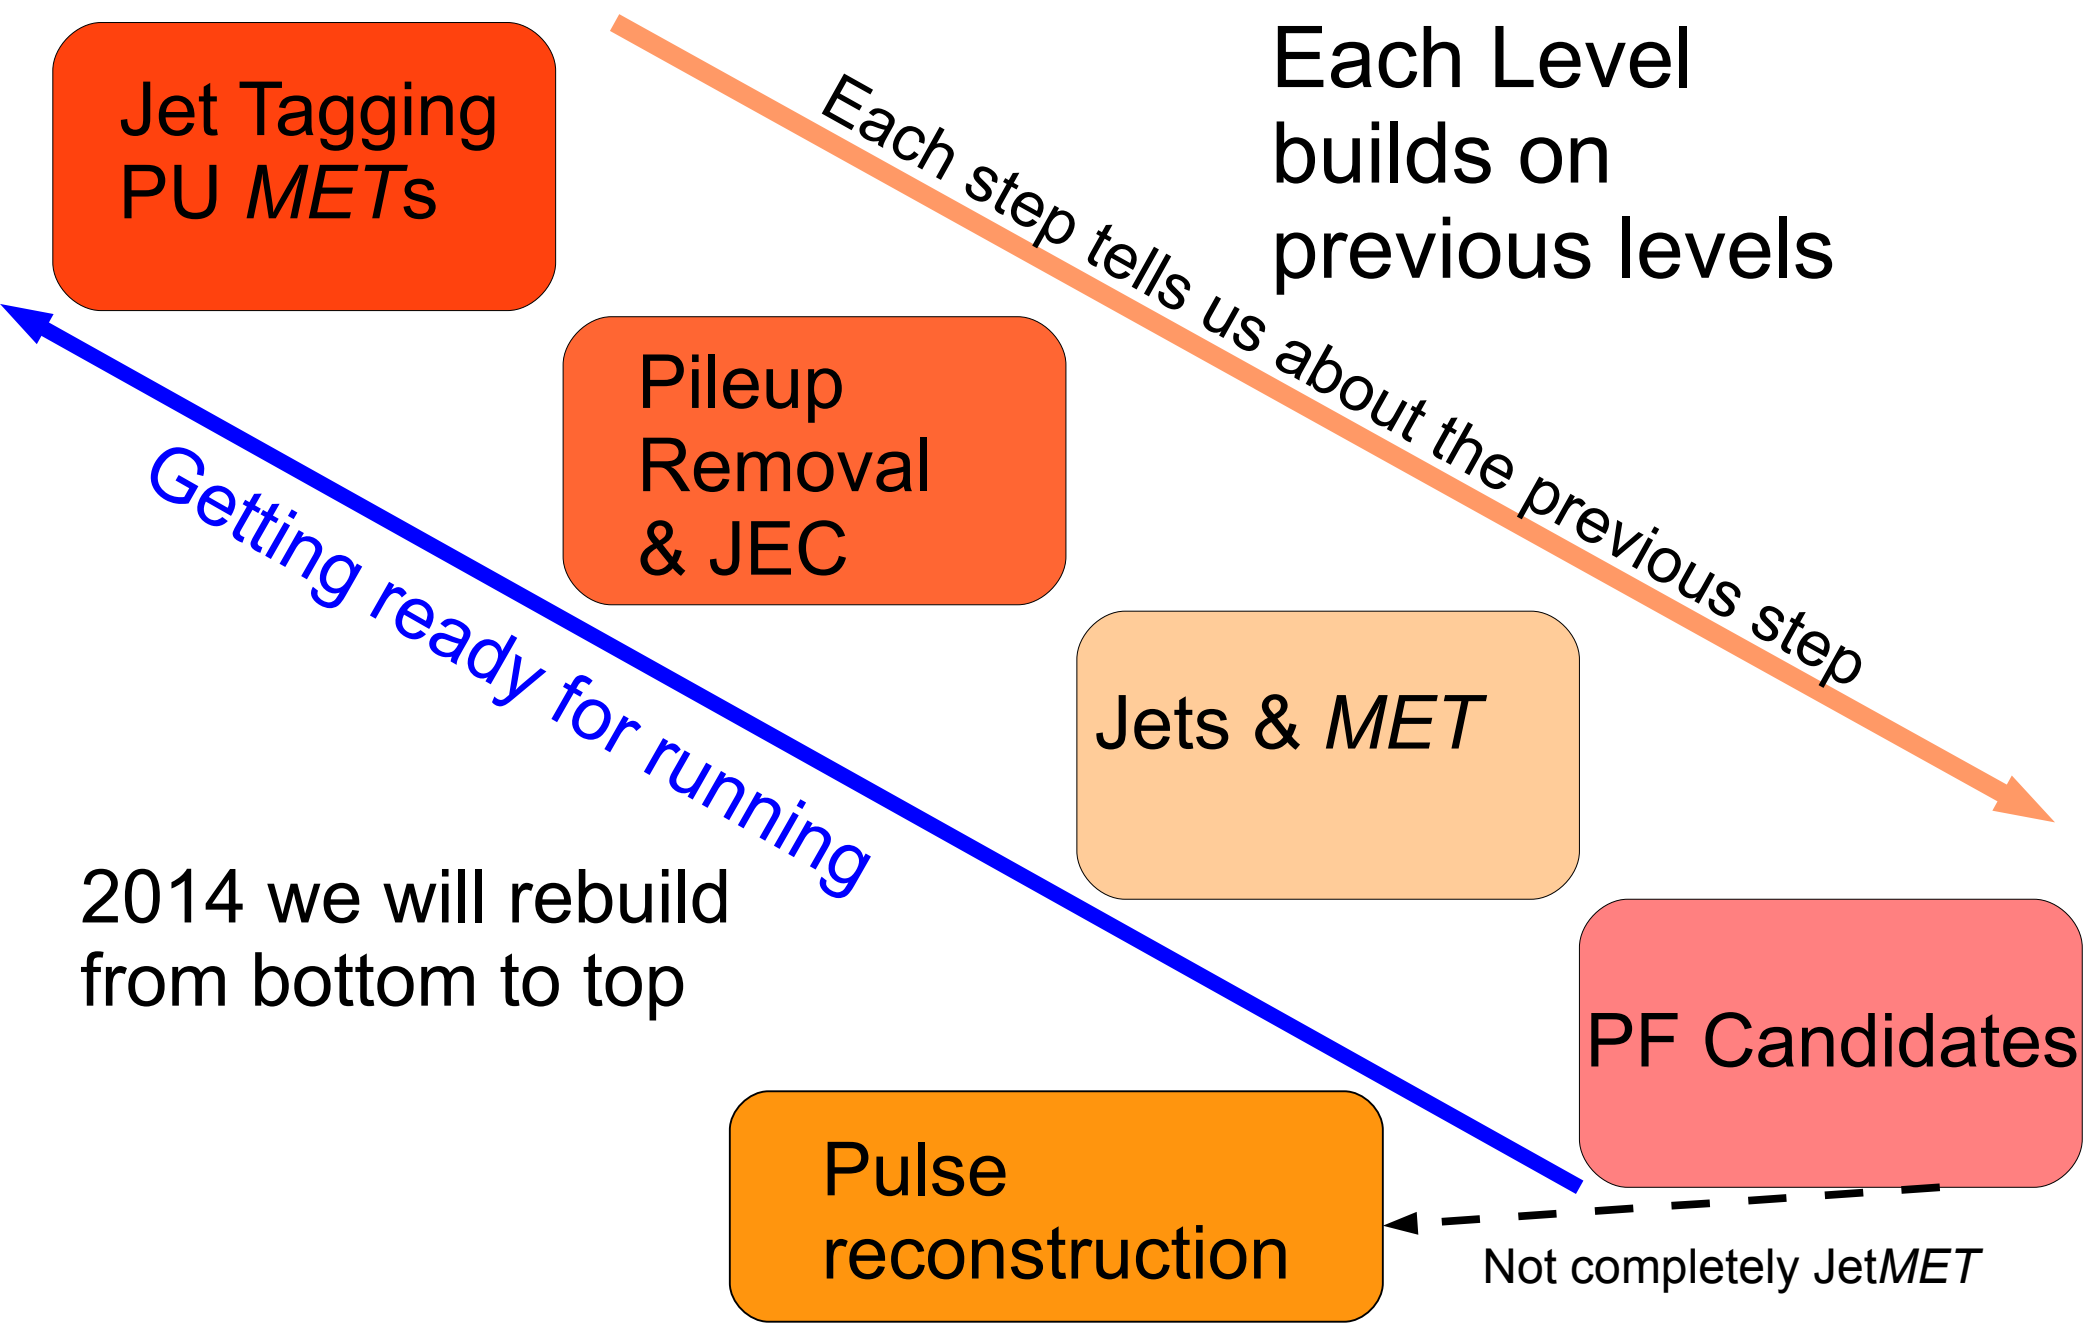 Jet Tagging
PU METs
Each step tells us about the previous step
Each Level
builds on
previous levels
Pileup
Removal
& JEC
Getting ready for running
Jets & MET
2014 we will rebuild
from bottom to top
PF Candidates
Pulse
reconstruction
Not completely JetMET